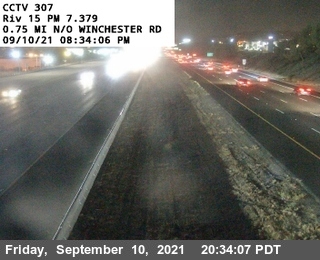 CCTV 307
Riv 15 PM 7.379
0.75 MI N/O WINCHESTER RD
09/10/21 08:34:06 PM
Friday, September 10, 2021 20:34:07 PDT